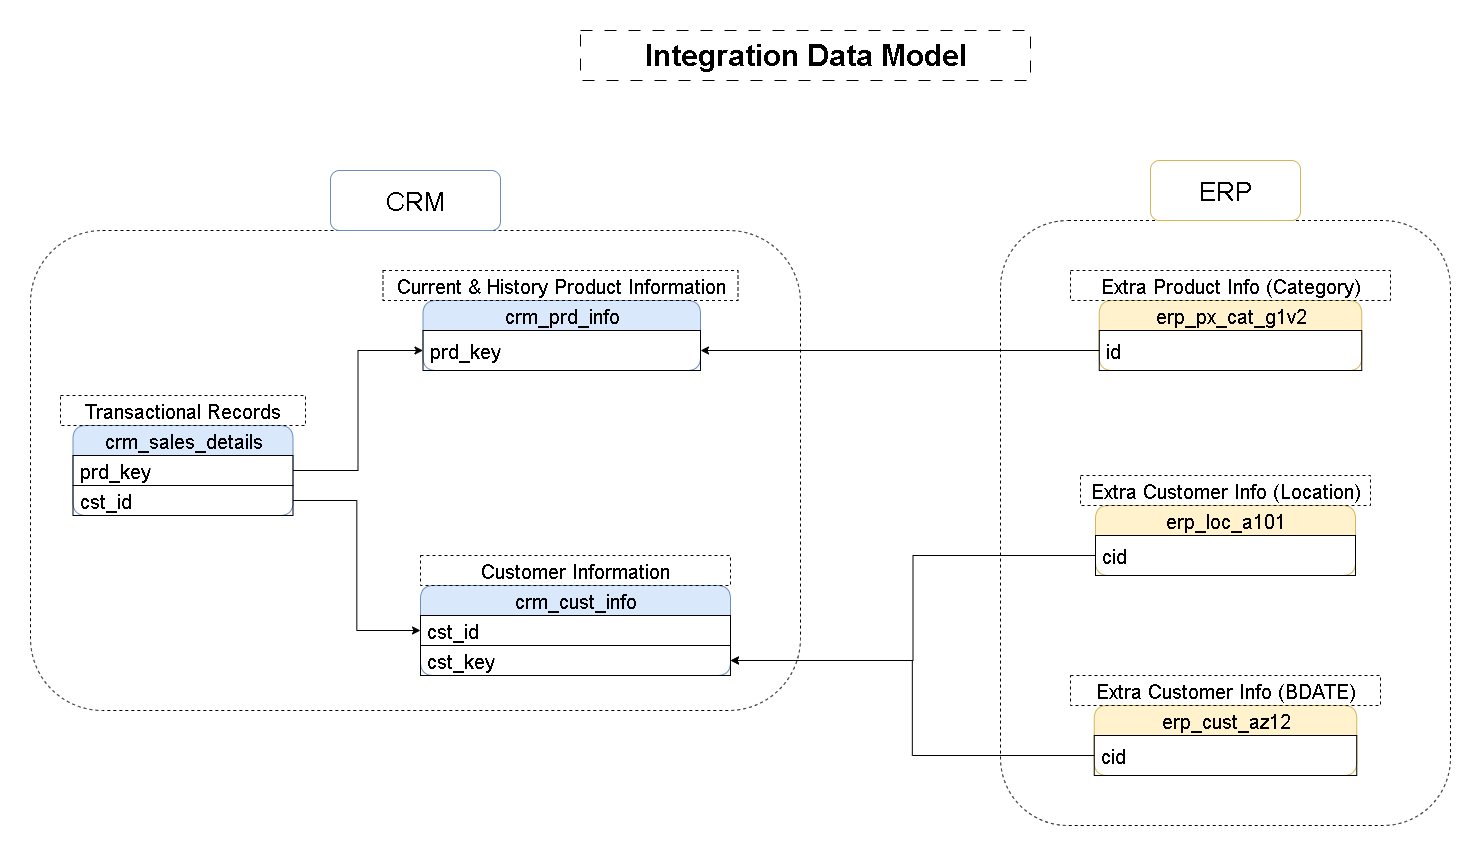 Integration Data Model
CRM
ERP
Current & History Product Information
crm_prd_info
prd_key
Extra Product Info (Category)
erp_px_cat_g1v2
id
Transactional Records
crm_sales_details
prd_key
cst_id
Extra Customer Info (Location)
erp_loc_a101
cid
Customer Information
crm_cust_info
cst_id
cst_key
Extra Customer Info (BDATE)
erp_cust_az12
cid